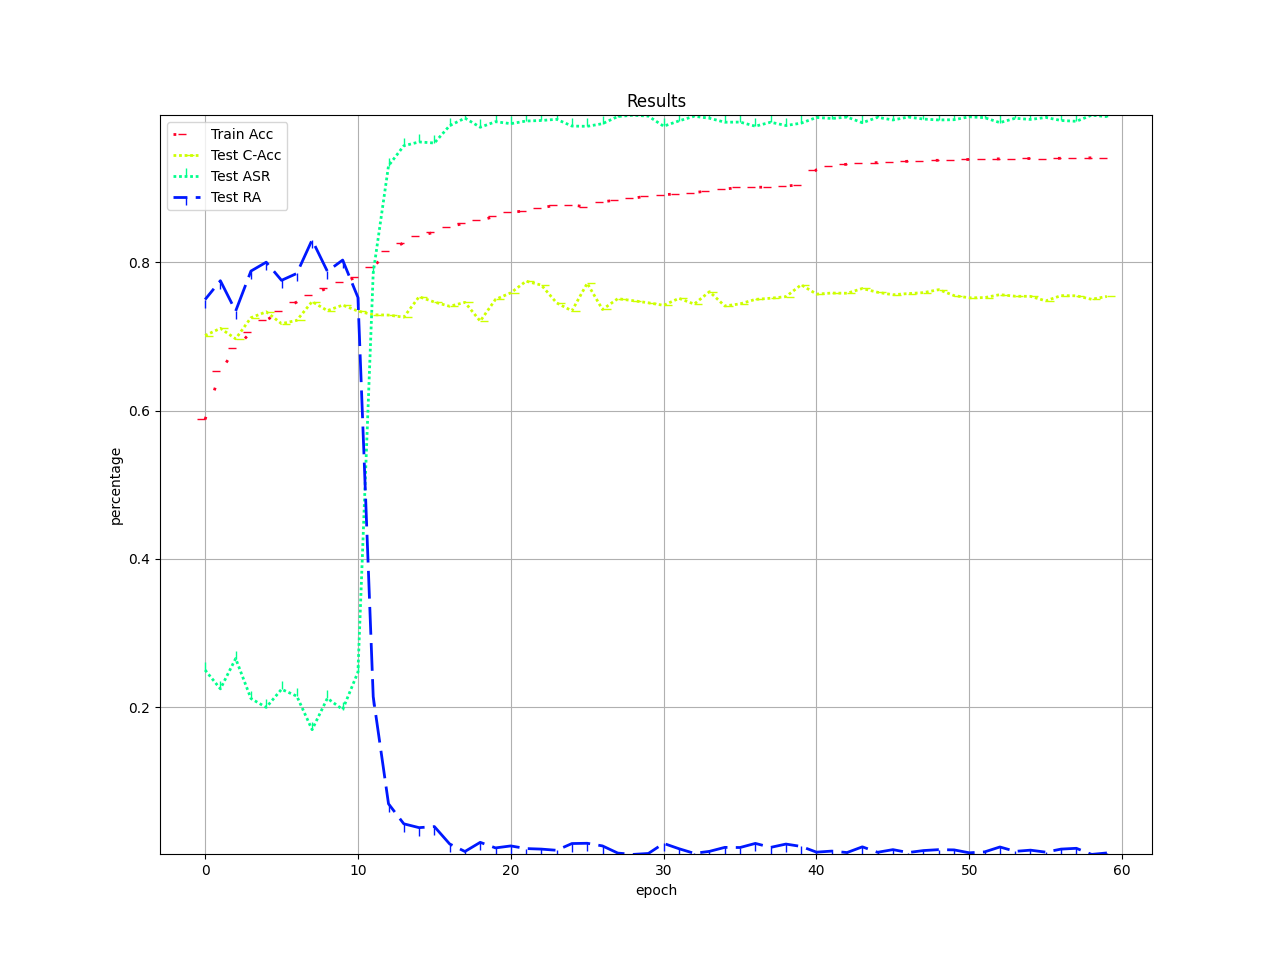 Results
Train Acc
Test C-Acc
Test ASR
Test RA
0.8
0.6
0.4
0.2
percentage
0 10 20 30 40 50 60
epoch